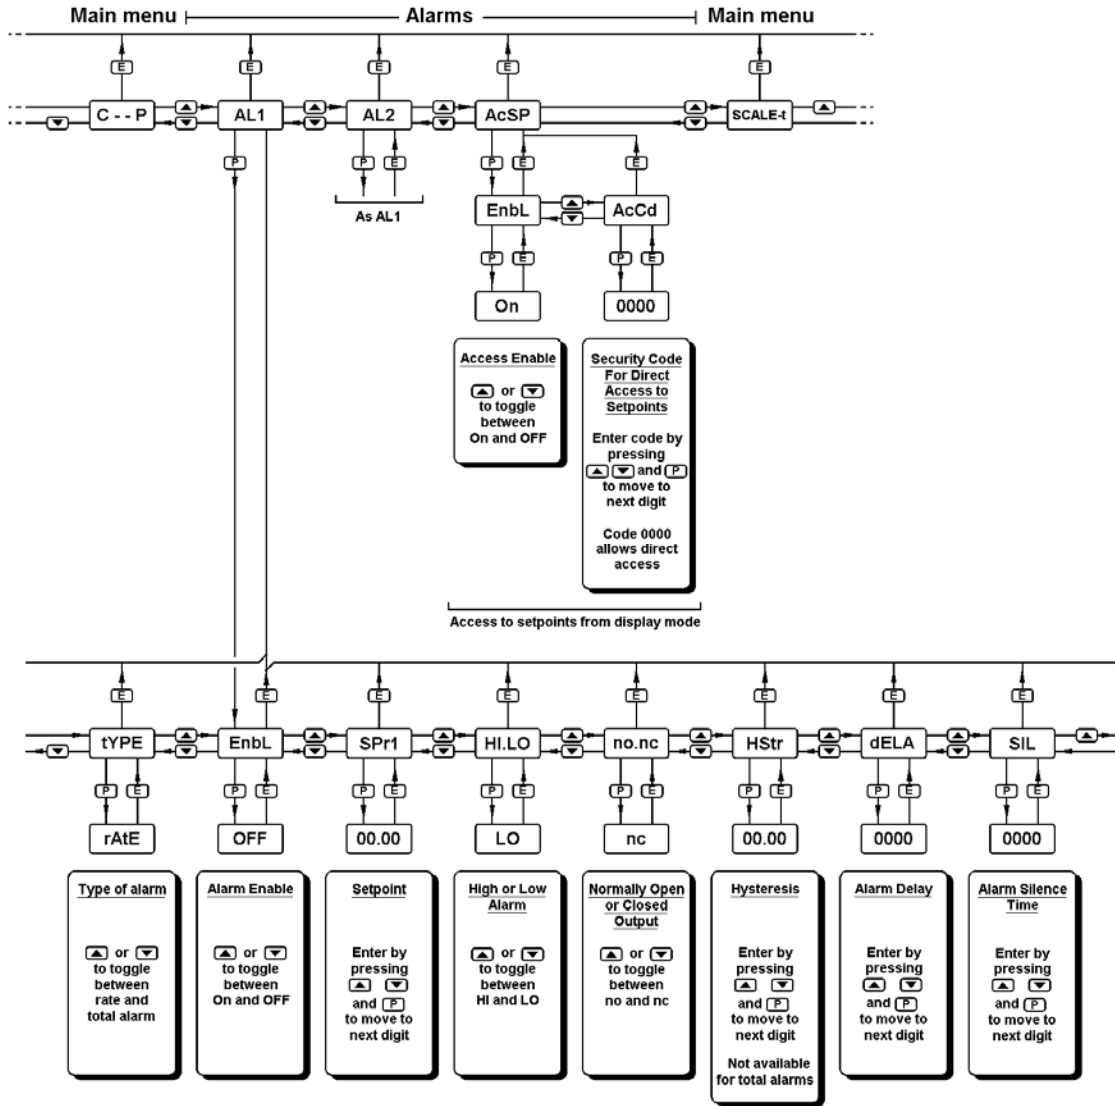 Main menu Alarms Main menu
E E E E E
C - - P AL1 AL2 AcSP SCALE-t
P P E P E E
As AL1
EnbL AcCd
P E P E
On 0000
Access Enable
or
to toggle
between
On and OFF
Security Code
For Direct
Access to
Setpoints
Enter code by
pressing
and P
to move to
next digit
Code 0000
allows direct
access
Access to setpoints from display mode
E E E E E E E E
tYPE EnbL SPr1 HI.LO no.nc HStr dELA SIL
P E P E P E P E P E P E P E P E
rAtE OFF 00.00 LO nc 00.00 0000 0000
Type of alarm
or
to toggle
between
rate and
total alarm
Alarm Enable
or
to toggle
between
On and OFF
Setpoint
Enter by
pressing
and P
to move to
next digit
High or Low
Alarm
or
to toggle
between
HI and LO
Normally Open
or Closed
Output
or
to toggle
between
no and nc
Hysteresis
Enter by
pressing
and P
to move to
next digit
Not available
for total alarms
Alarm Delay
Enter by
pressing
and P
to move to
next digit
Alarm Silence
Time
Enter by
pressing
and P
to move to
next digit